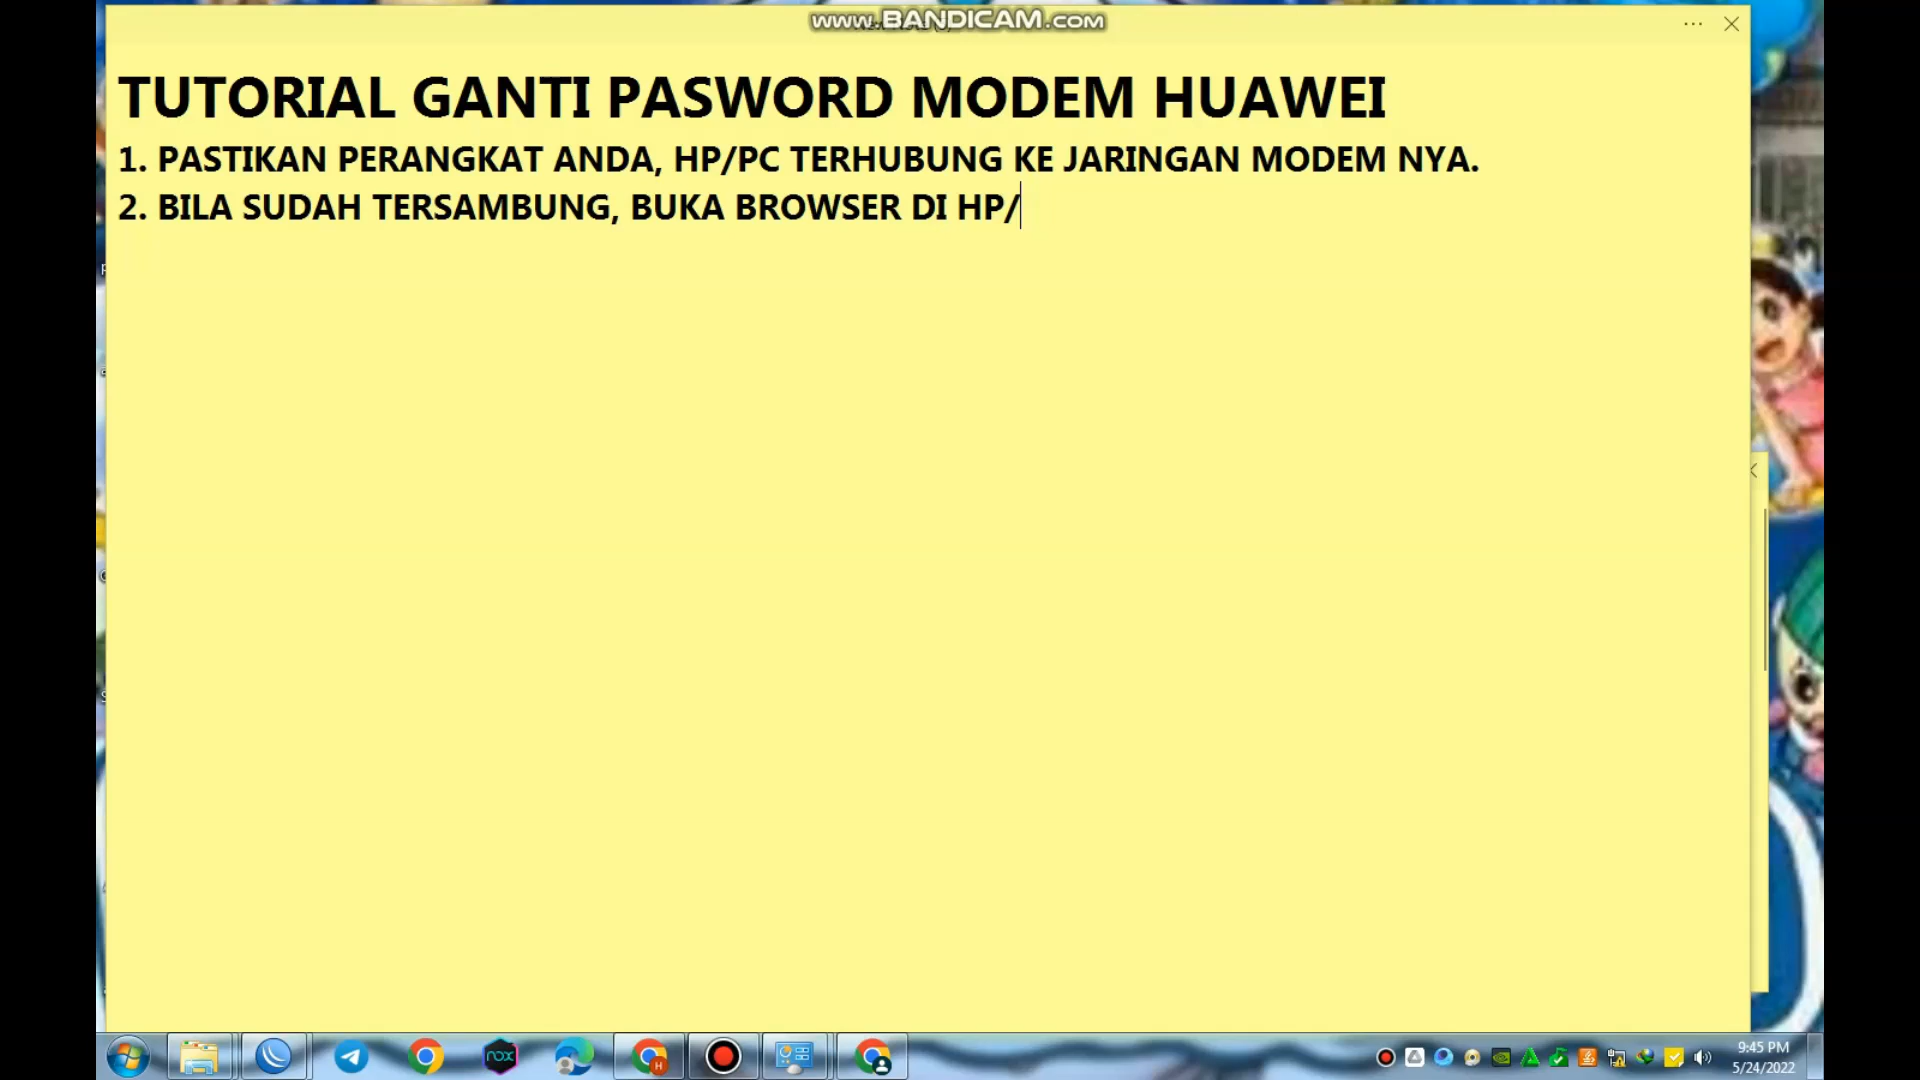 www.BANDICAM.com
TUTORIAL GANTI PASWORD MODEM HUAWEI
1. PASTIKAN PERANGKAT ANDA, HP/PC TERHUBUNG KE JARINGAN MODEM NYA.
2. BILA SUDAH TERSAMBUNG, BUKA BROWSER DI HP/
nox
H
9:45 PM
5/24/2022